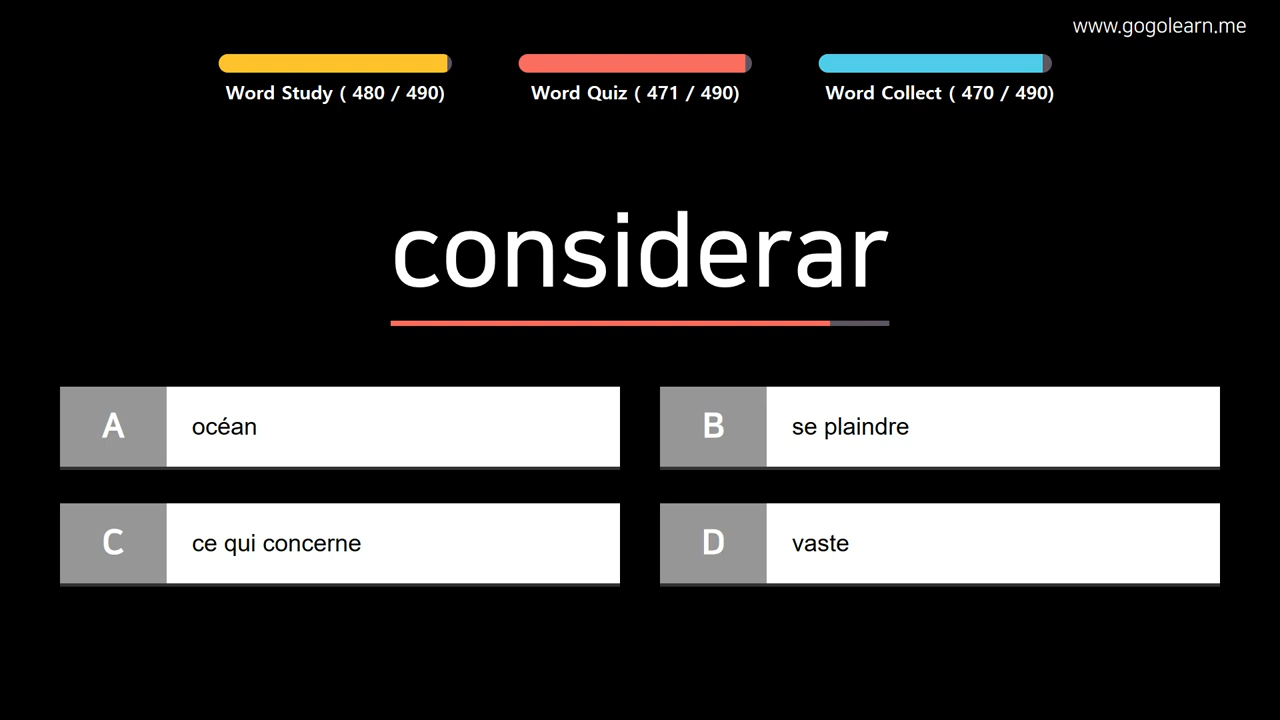 www.gogolearn.me
Word Study ( 480 / 490)
Word Quiz ( 471 / 490)
Word Collect ( 470 / 490)
considerar
A
océan
B
se plaindre
C
ce qui concerne
D
vaste